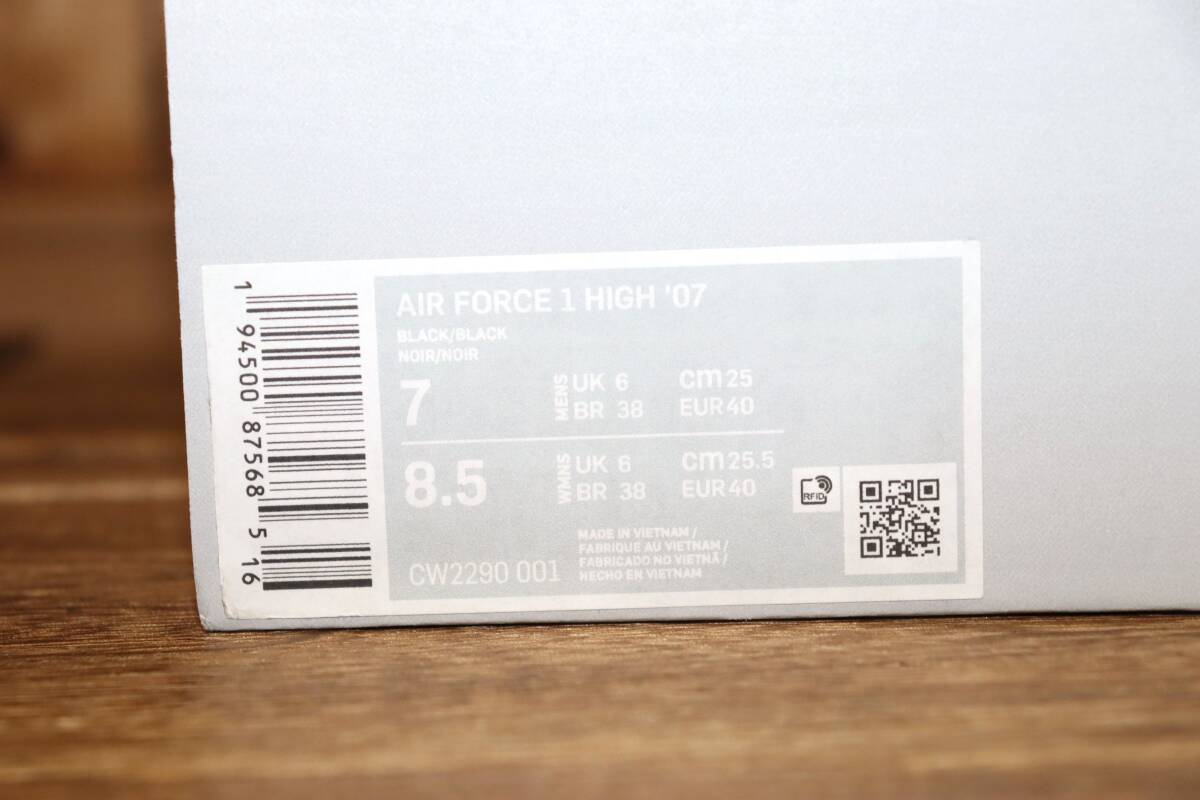 1 94500 87568 5 16
AIR FORCE 1 HIGH '07
BLACK/BLACK
NOIR/NOIR
7
MENS
UK 6
cm 25
BR 38
EUR 40
8.5
WMNS
UK 6
cm 25.5
BR 38
EUR 40
RFID
CW2290 001
MADE IN VIETNAM /
FABRIQUE AU VIETNAM /
FABRICADO NO VIETNÃ /
HECHO EN VIETNAM